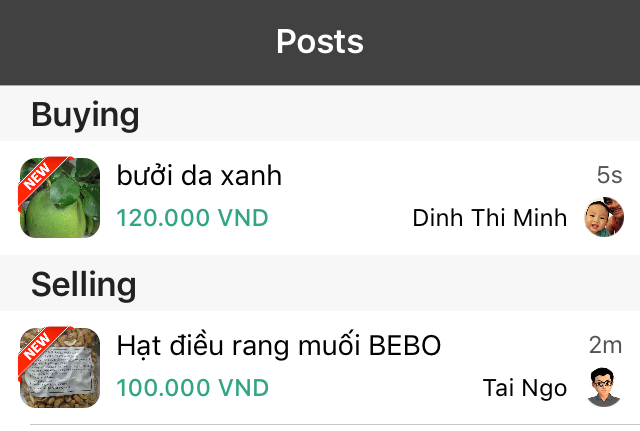 Posts
Buying
NEW
bưởi da xanh
5s
120.000 VND
Dinh Thi Minh
Selling
NEW
Hạt điều rang muối BEBO
2m
100.000 VND
Tai Ngo